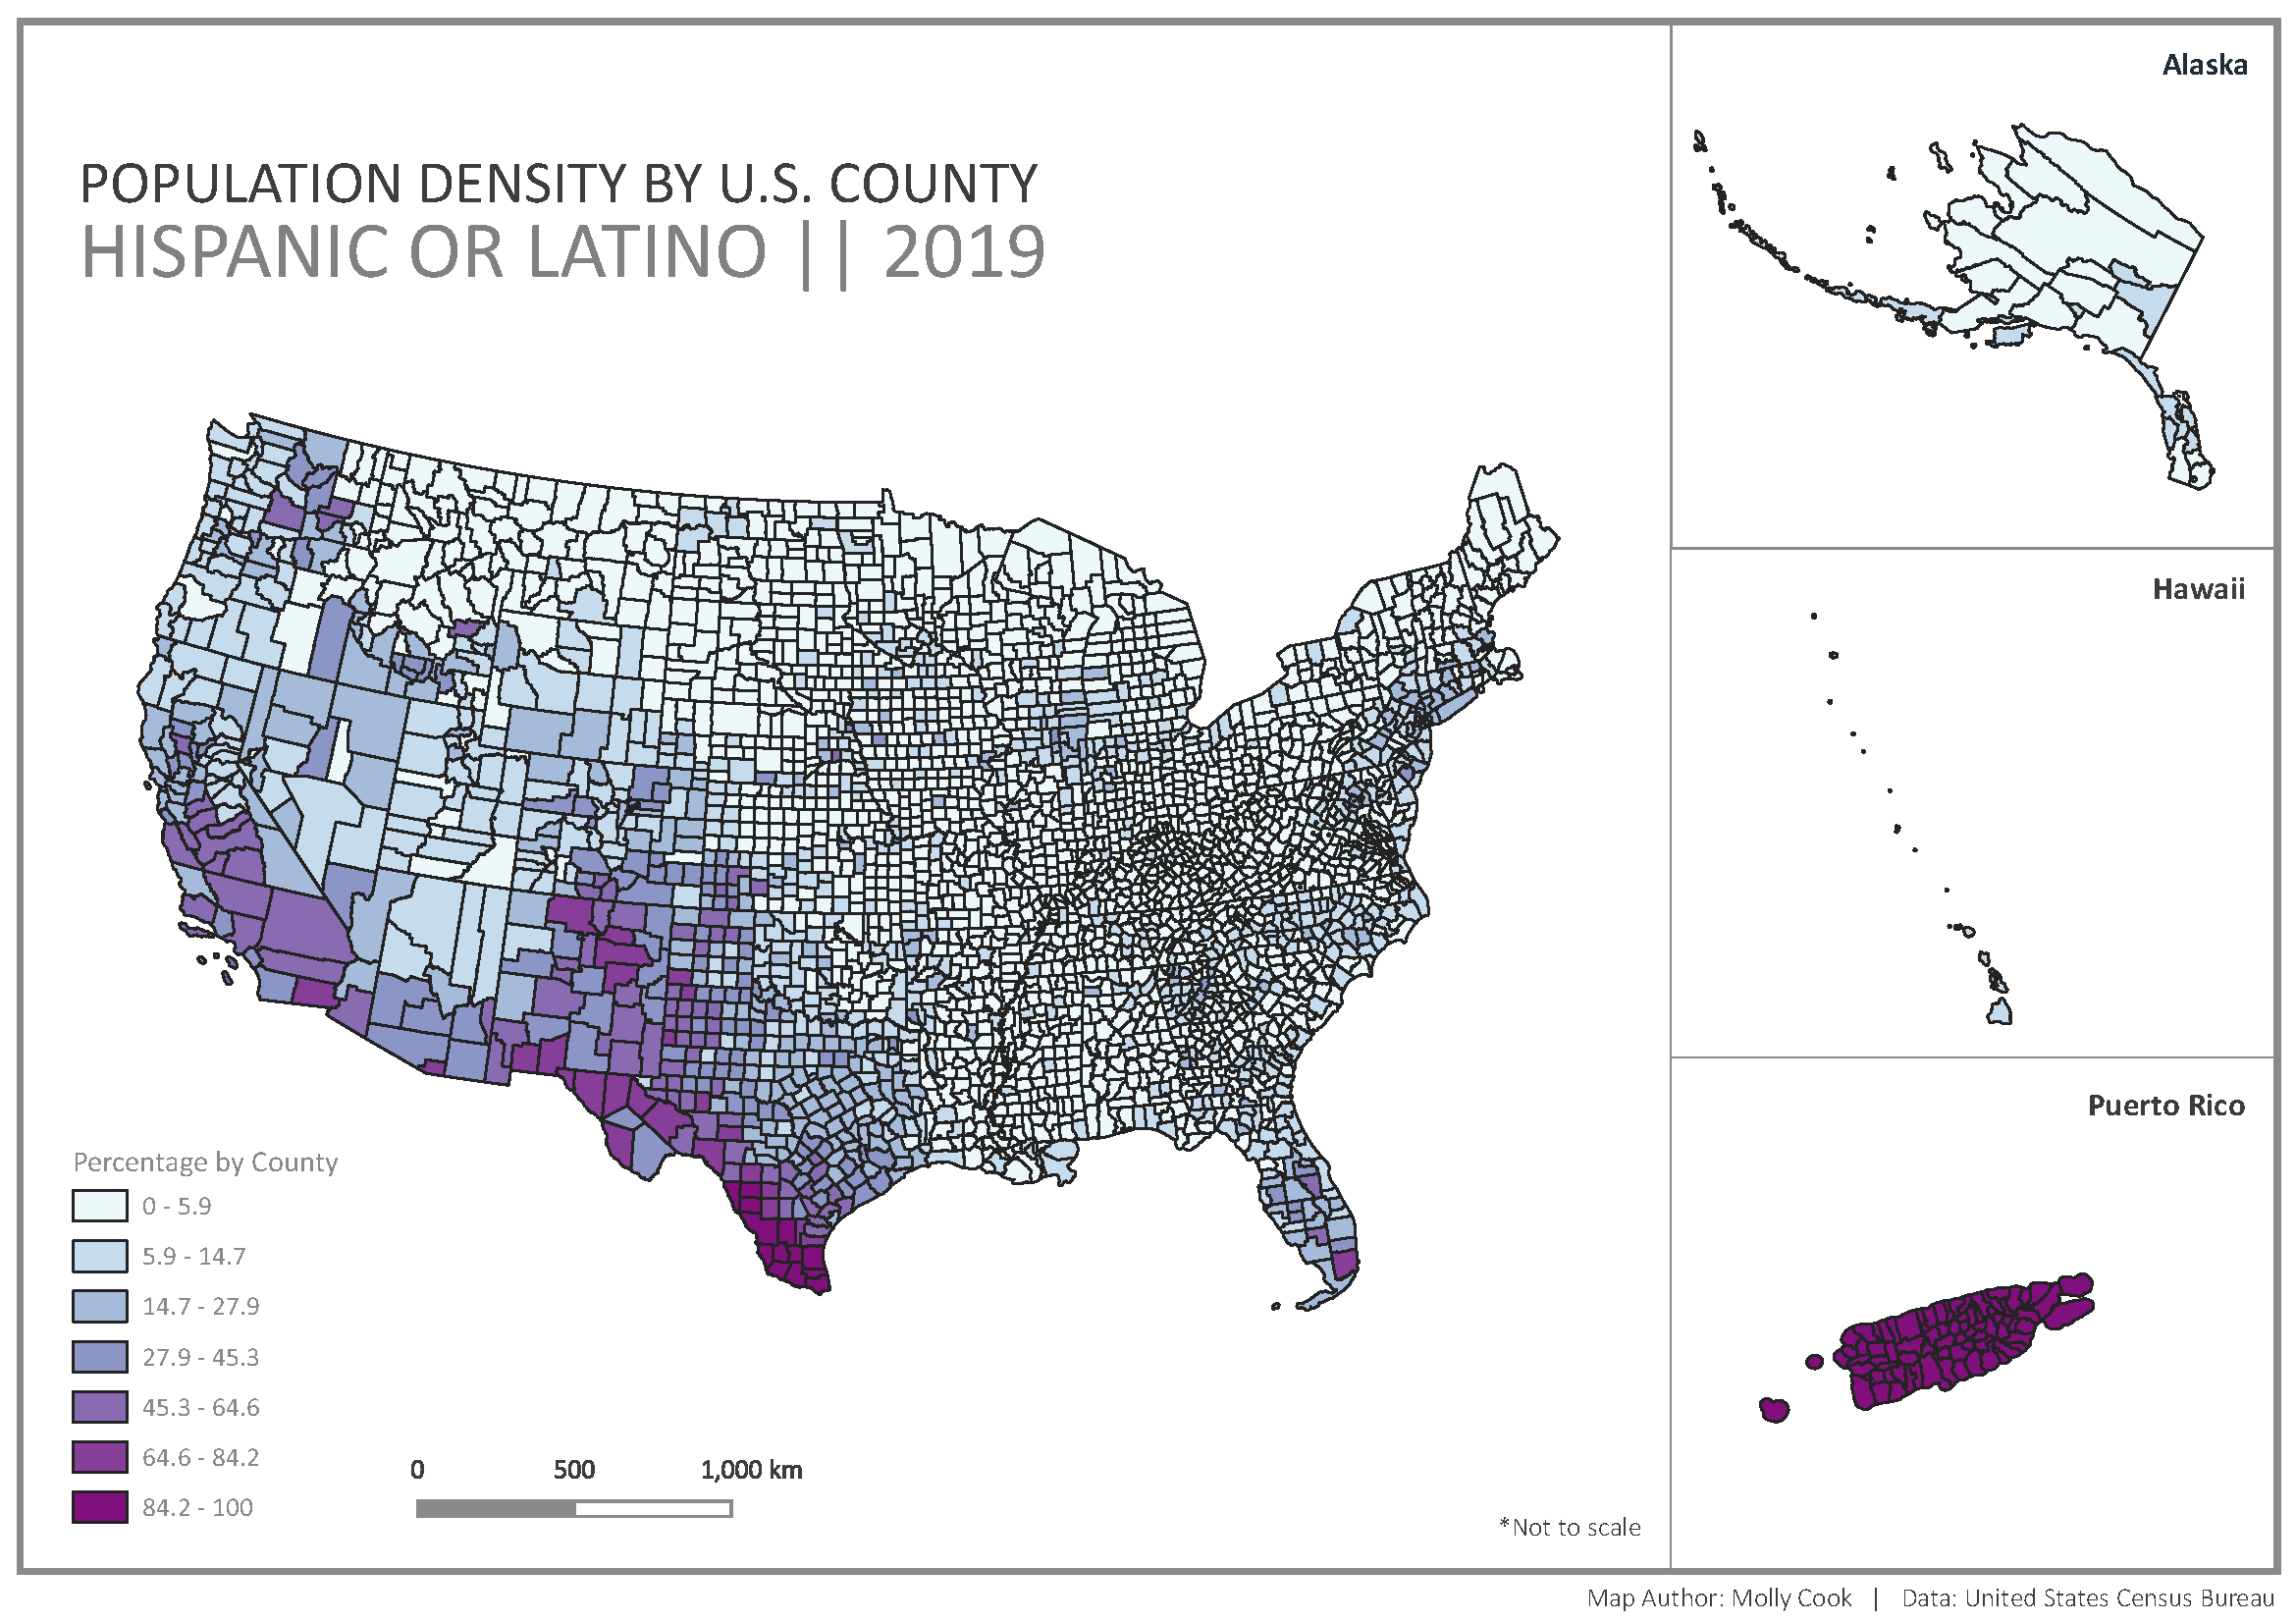 POPULATION DENSITY BY U.S. COUNTY
HISPANIC OR LATINO || 2019
Alaska
Hawaii
Puerto Rico
Percentage by County
0 - 5.9
5.9 - 14.7
14.7 - 27.9
27.9 - 45.3
45.3 - 64.6
64.6 - 84.2
84.2 - 100
0 500 1,000 km
*Not to scale
Map Author: Molly Cook | Data: United States Census Bureau